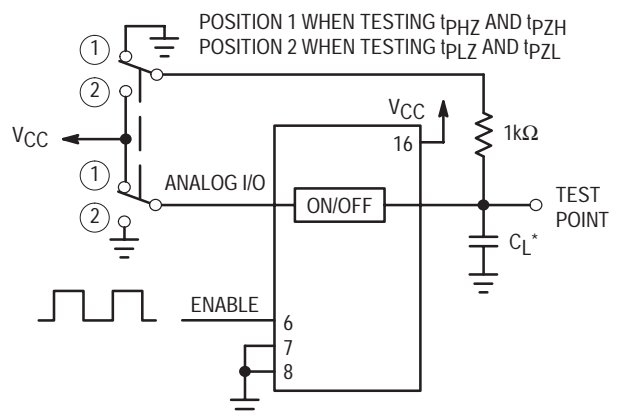 POSITION 1 WHEN TESTING tPHZ AND tPZH
POSITION 2 WHEN TESTING tPLZ AND tPZL
1
2
VCC
VCC
16
1kΩ
1
ANALOG I/O
ON/OFF
TEST
POINT
2
CL*
ENABLE
6
7
8